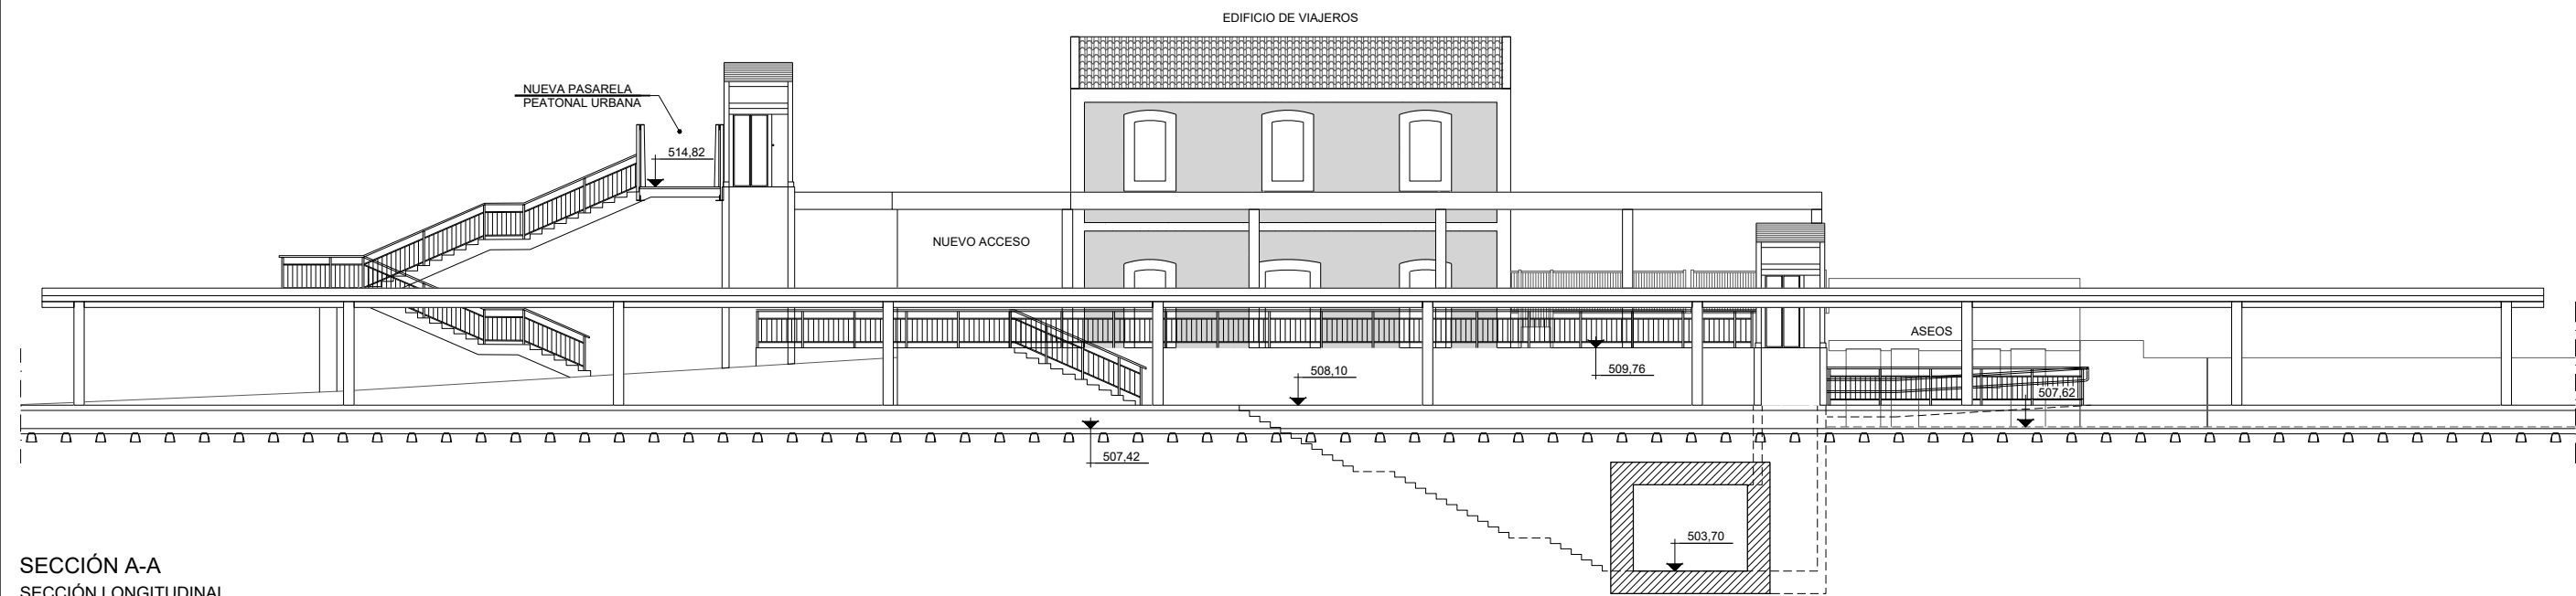 EDIFICIO DE VIAJEROS
NUEVA PASARELA
PEATONAL URBANA
514,82
NUEVO ACCESO
ASEOS
508,10
509,76
507,62
507,42
503,70
SECCIÓN A-A
SECCIÓN LONGITUDINAL